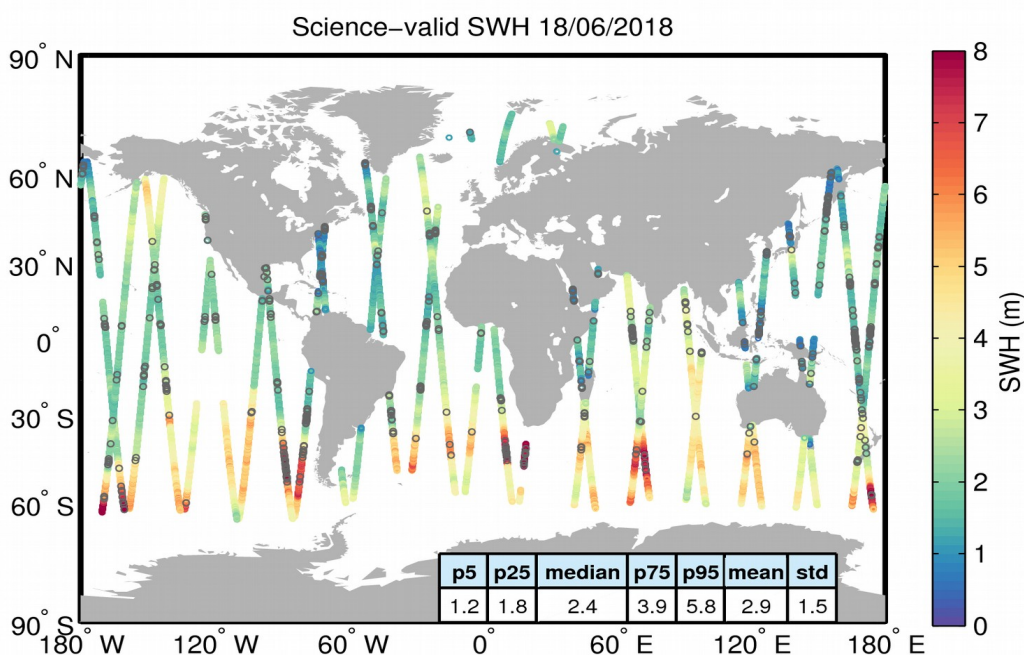 Science−valid SWH 18/06/2018
90° N
60° N
30° N
0°
30° S
60° S
90° S
180° W
120° W
60° W
0°
60° E
120° E
180° E
p5 p25 median p75 p95 mean std
1.2 1.8 2.4 3.9 5.8 2.9 1.5
8
7
6
5
4
3
2
1
0
SWH (m)